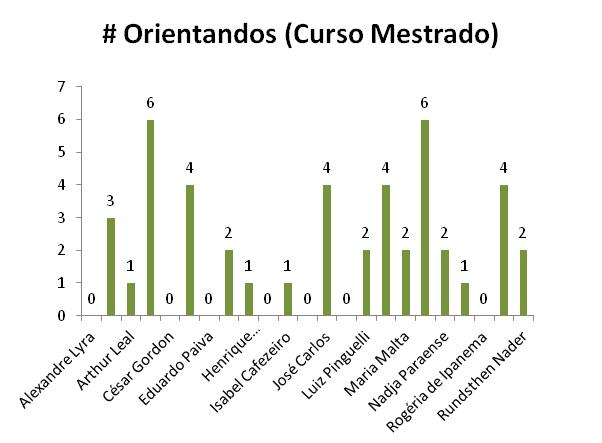 # Orientandos (Curso Mestrado)
7
6
5
4
3
2
1
0
0
3
1
6
0
4
0
2
1
0
1
0
4
0
2
4
2
6
2
1
0
4
2
Alexandre Lyra
Arthur Leal
César Gordon
Eduardo Paiva
Henrique...
Isabel Cafezeiro
José Carlos
Luiz Pinguelli
Maria Malta
Nadja Paraense
Rogéria de Ipanema
Rundsthen Nader